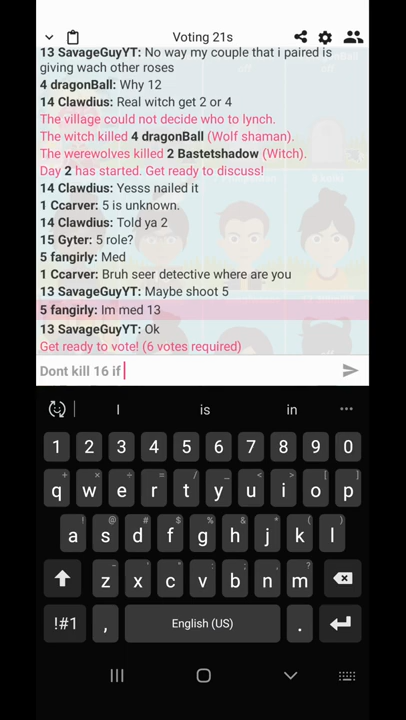 Voting 21s
13 SavageGuyYT: No way my couple that i paired is
giving wach other roses
4 dragonBall: Why 12
14 Clawdius: Real witch get 2 or 4
The village could not decide who to lynch.
The witch killed 4 dragonBall (Wolf shaman).
The werewolves killed 2 Bastetshadow (Witch).
Day 2 has started. Get ready to discuss!
14 Clawdius: Yesss nailed it
1 Ccarver: 5 is unknown.
14 Clawdius: Told ya 2
15 Gyter: 5 role?
5 fangirly: Med
1 Ccarver: Bruh seer detective where are you
13 SavageGuyYT: Maybe shoot 5
5 fangirly: Im med 13
13 SavageGuyYT: Ok
Get ready to vote! (6 votes required)
Dont kill 16 if
I is in
1 2 3 4 5 6 7 8 9 0
q w e r t y u i o p
a s d f g h j k l
z x c v b n m
!#1 , English (US) .